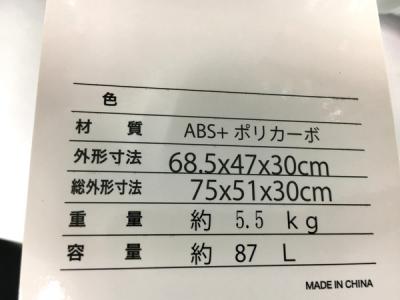 色
材質 ABS+ポリカーボ
外形寸法 68.5x47x30cm
総外形寸法 75x51x30cm
重量 約 5.5 kg
容量 約 87 L
MADE IN CHINA